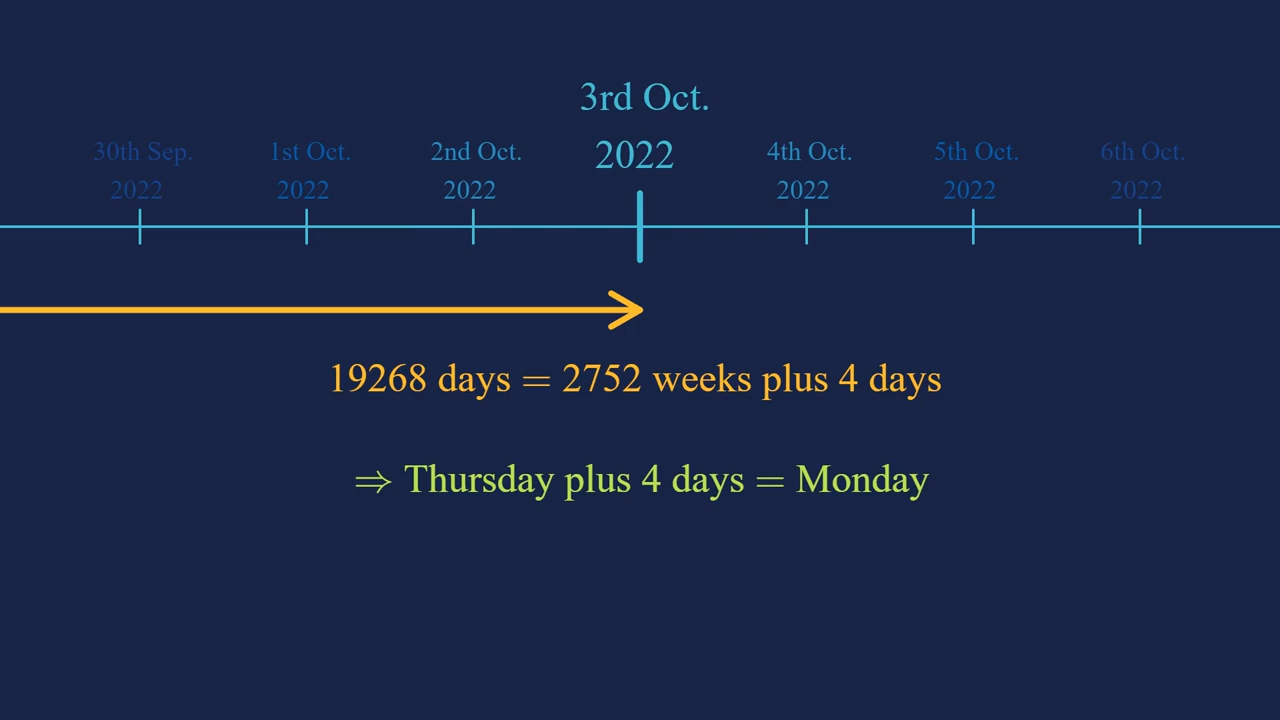 3rd Oct.
2022
30th Sep.
2022
1st Oct.
2022
2nd Oct.
2022
4th Oct.
2022
5th Oct.
2022
6th Oct.
2022
19268 days = 2752 weeks plus 4 days
⇒ Thursday plus 4 days = Monday